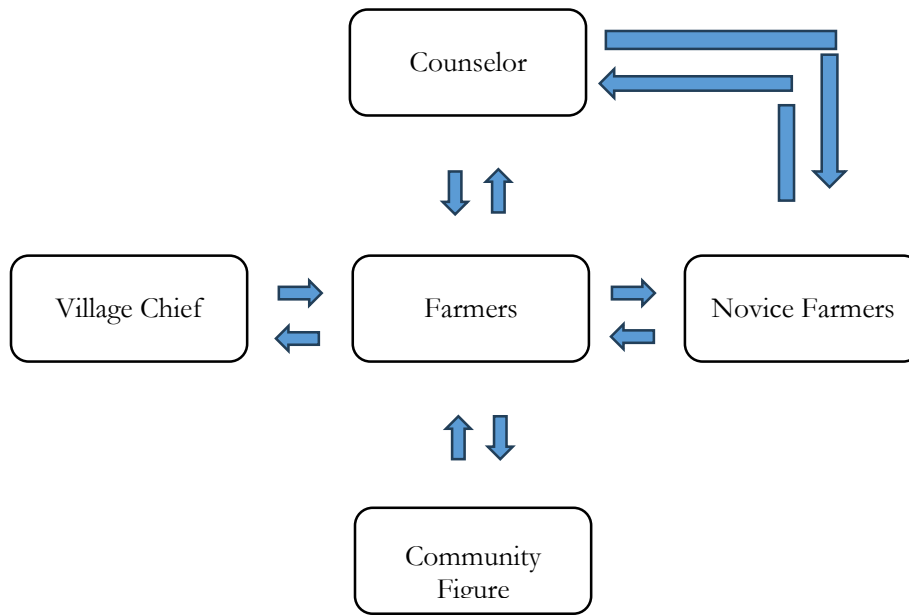 Counselor
Village Chief
Farmers
Novice Farmers
Community
Figure